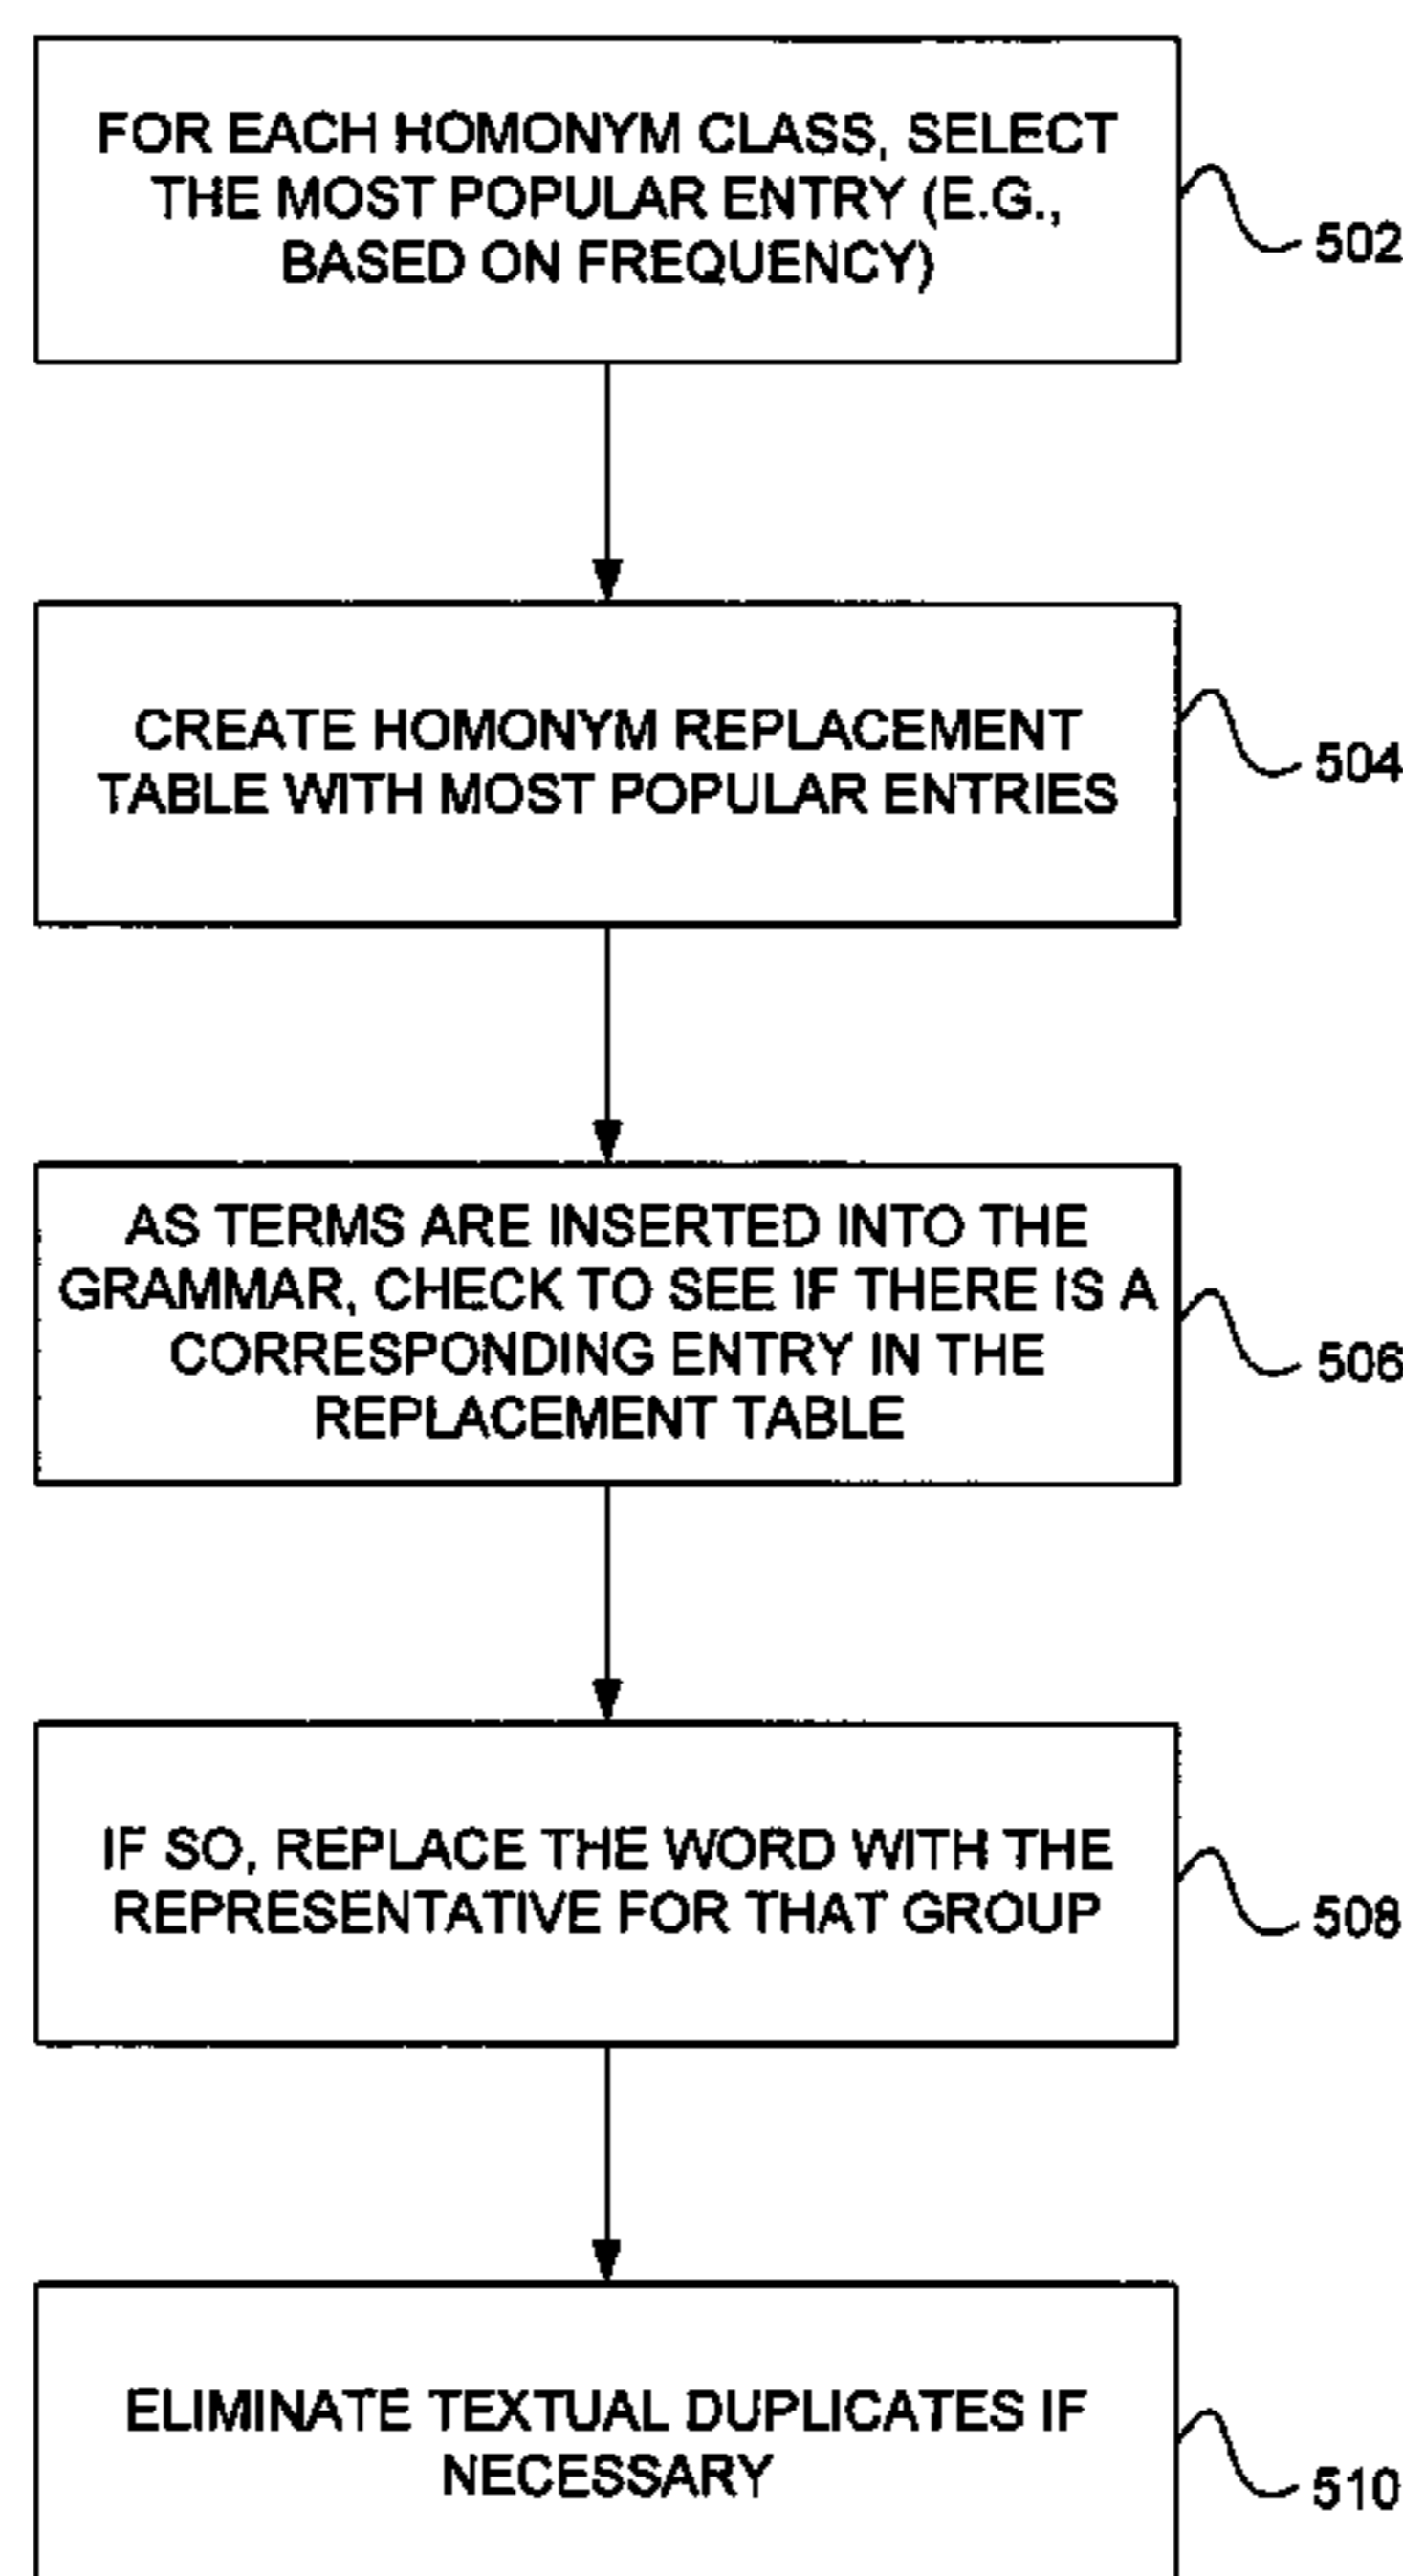 FOR EACH HOMONYM CLASS, SELECT
THE MOST POPULAR ENTRY (E.G.,
BASED ON FREQUENCY)
502
CREATE HOMONYM REPLACEMENT
TABLE WITH MOST POPULAR ENTRIES
504
AS TERMS ARE INSERTED INTO THE
GRAMMAR, CHECK TO SEE IF THERE IS A
CORRESPONDING ENTRY IN THE
REPLACEMENT TABLE
506
IF SO, REPLACE THE WORD WITH THE
REPRESENTATIVE FOR THAT GROUP
508
ELIMINATE TEXTUAL DUPLICATES IF
NECESSARY
510